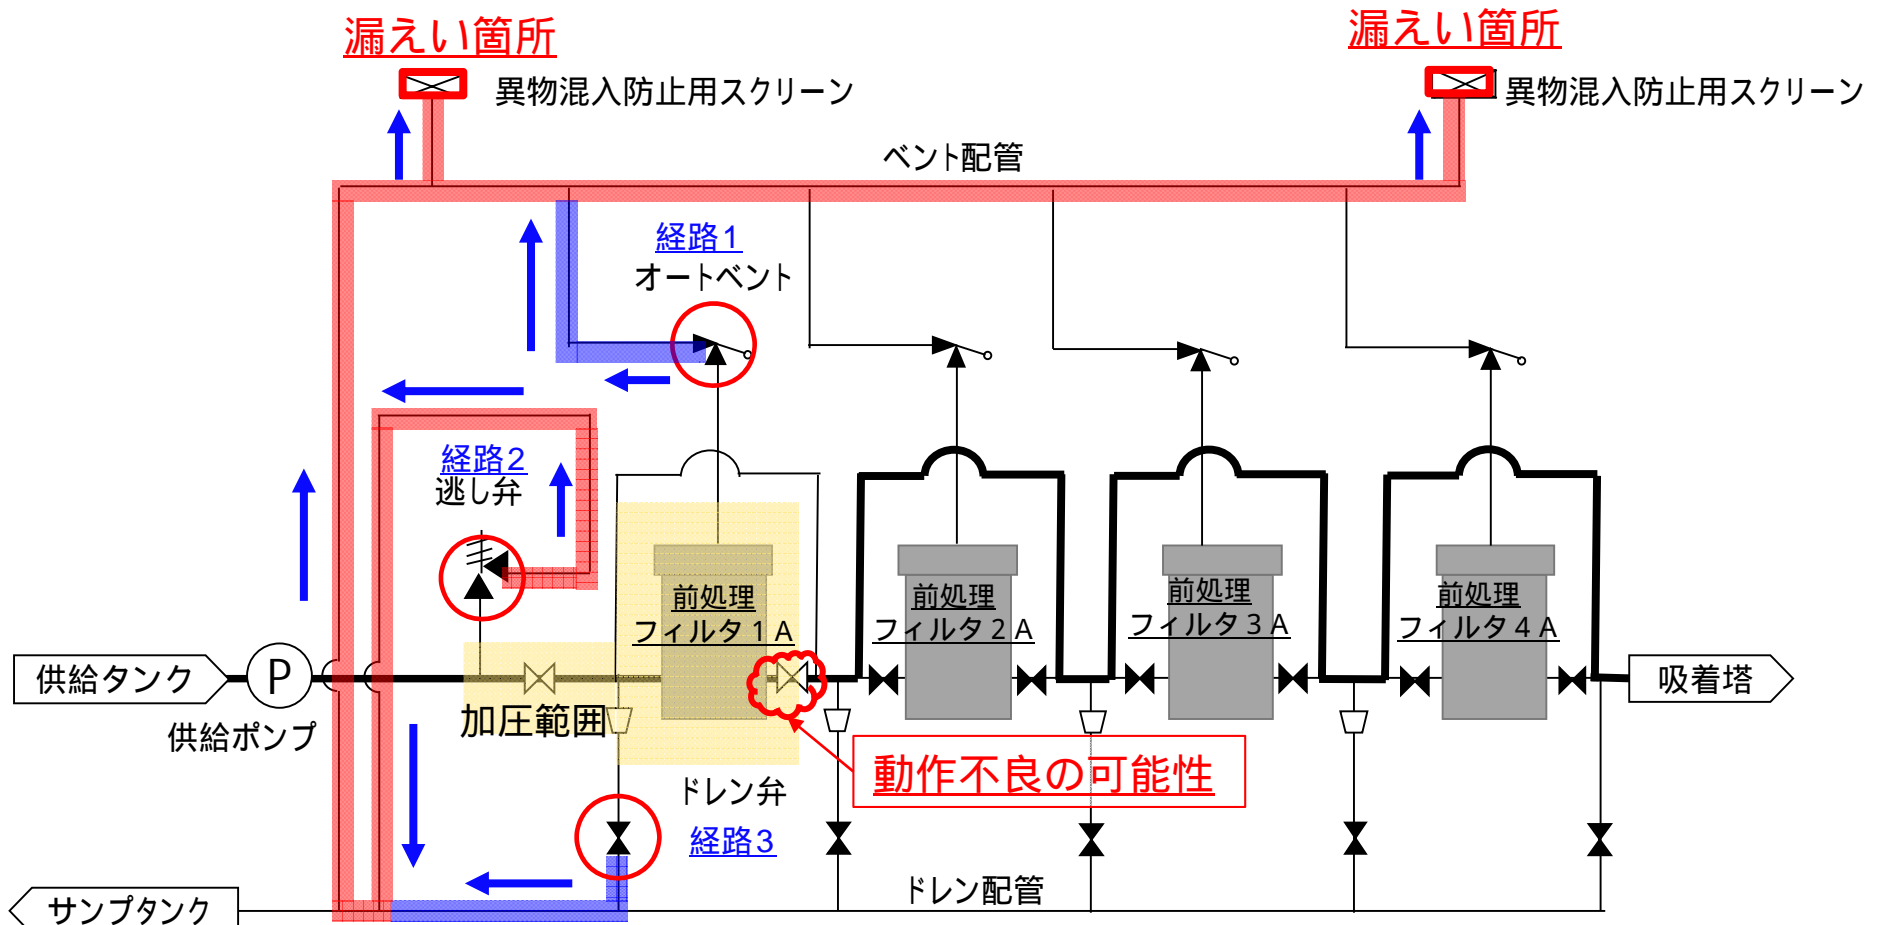 漏えい箇所
漏えい箇所
異物混入防止用スクリーン
異物混入防止用スクリーン
ベント配管
経路1
オートベント
経路2
逃し弁
前処理
フィルタ1A
前処理
フィルタ2A
前処理
フィルタ3A
前処理
フィルタ4A
供給タンク
P
吸着塔
加圧範囲
供給ポンプ
動作不良の可能性
ドレン弁
経路3
ドレン配管
サンプタンク